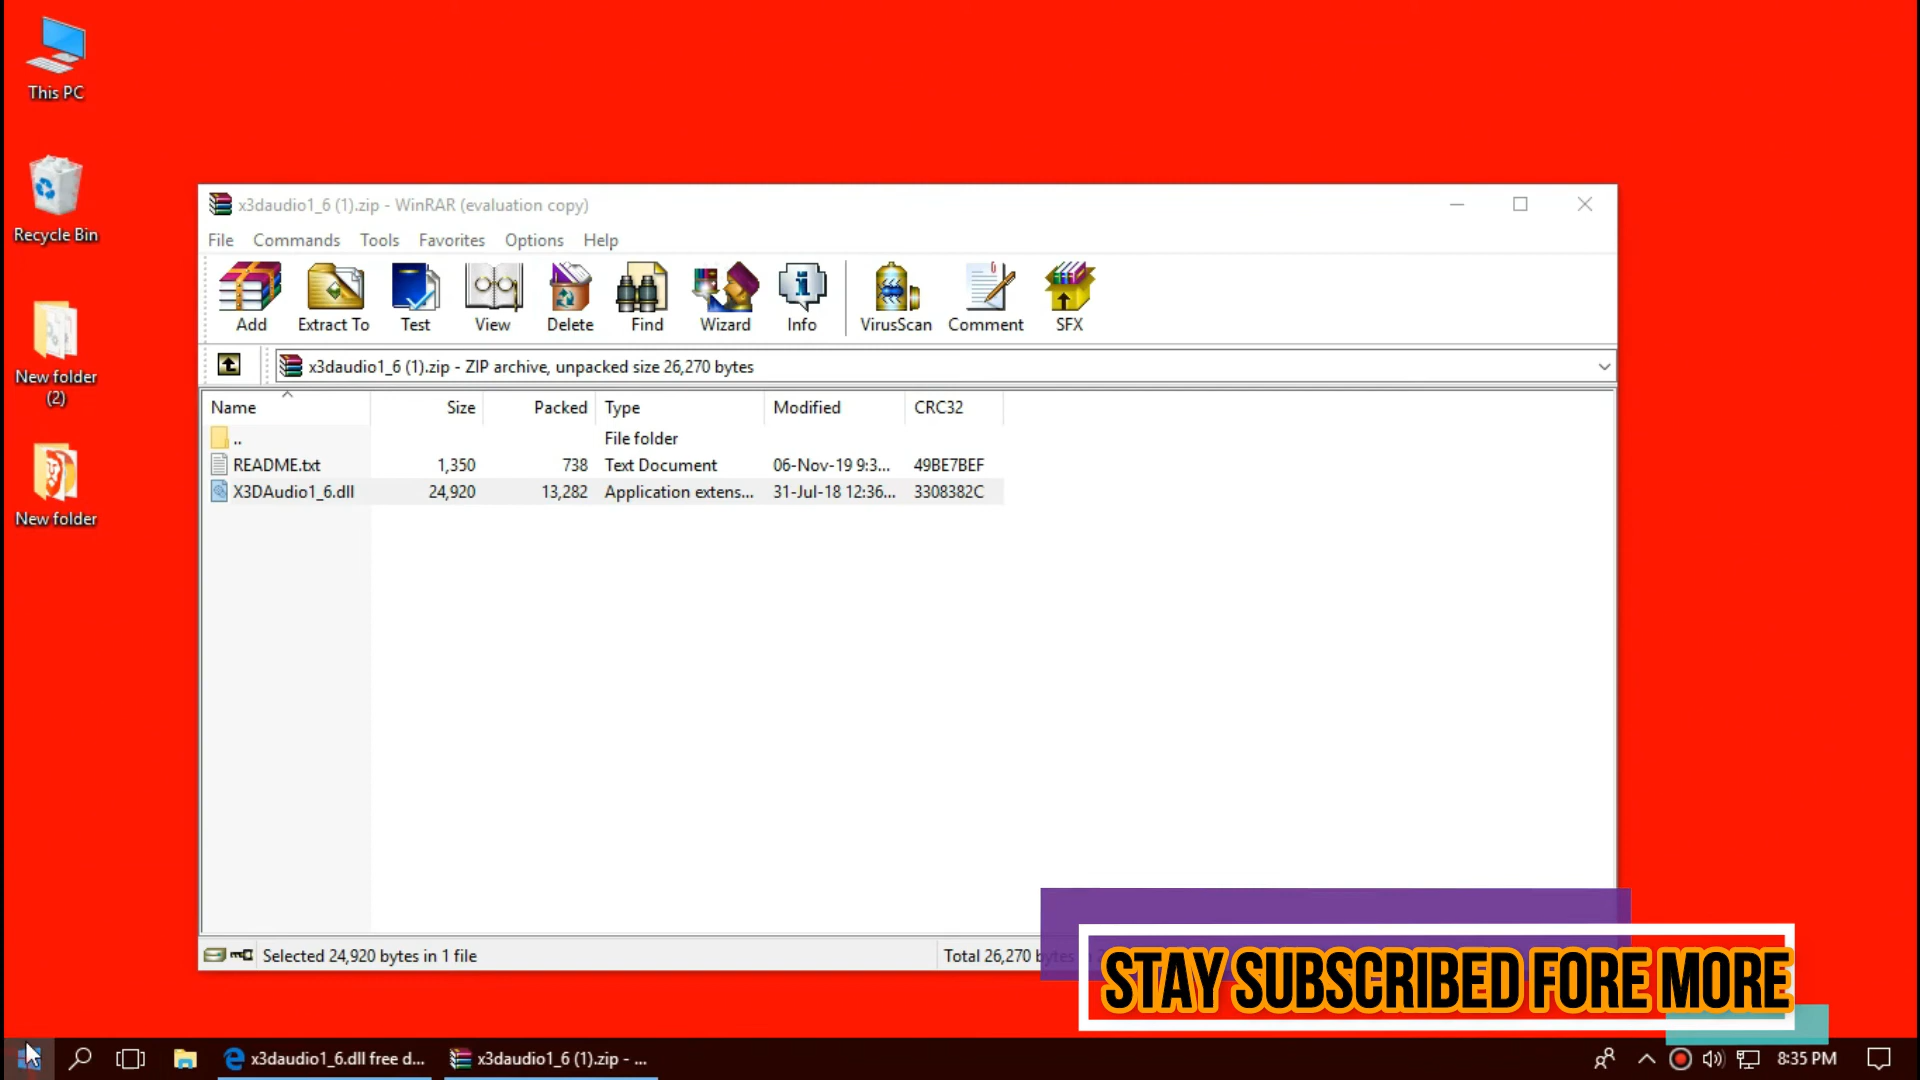 This PC
Recycle Bin
New folder
(2)
New folder
x3daudio1_6 (1).zip - WinRAR (evaluation copy)
File Commands Tools Favorites Options Help
Add Extract To Test View Delete Find Wizard Info VirusScan Comment SFX
x3daudio1_6 (1).zip - ZIP archive, unpacked size 26,270 bytes
Name Size Packed Type Modified CRC32
.. File folder
README.txt 1,350 738 Text Document 06-Nov-19 9:3... 49BE7BEF
X3DAudio1_6.dll 24,920 13,282 Application extens... 31-Jul-18 12:36... 3308382C
Selected 24,920 bytes in 1 file
Total 26,270 bytes
STAY SUBSCRIBED FORE MORE
x3daudio1_6.dll free d...
x3daudio1_6 (1).zip - ...
8:35 PM